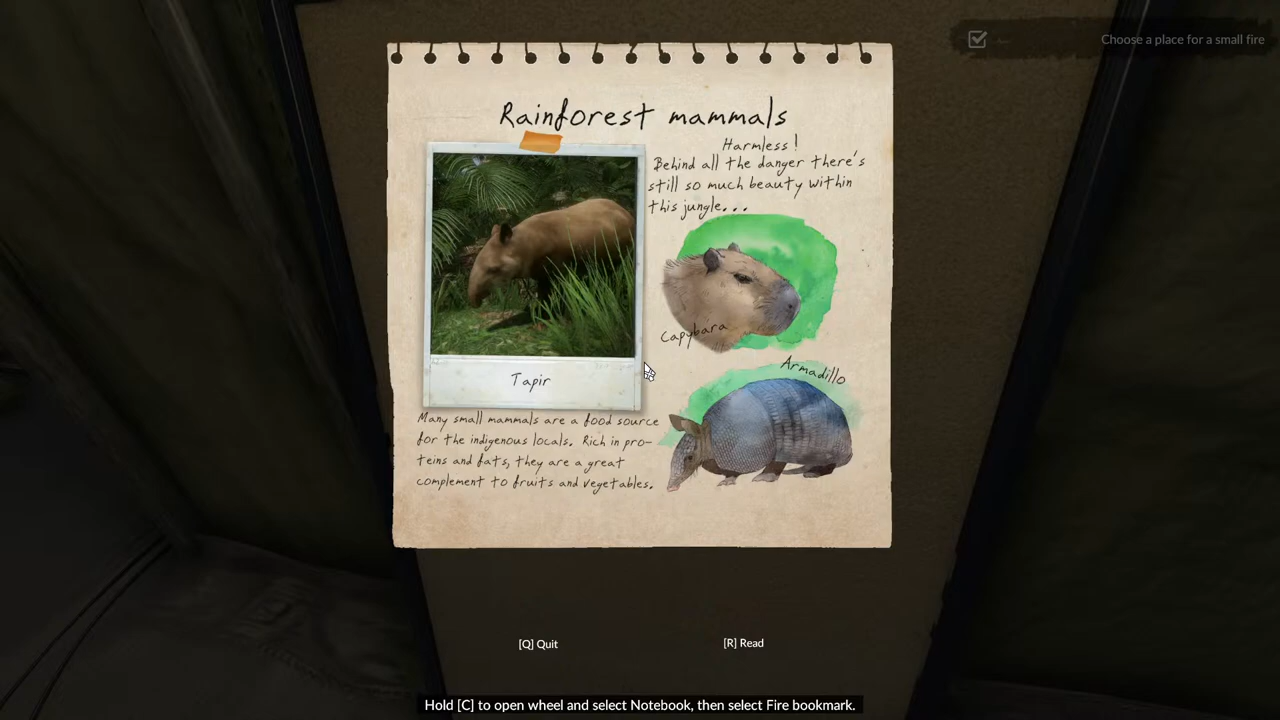 Choose a place for a small fire
Rainforest mammals
Harmless!
Behind all the danger there's
still so much beauty within
this jungle...
Capybara
Tapir
Armadillo
Many small mammals are a food source
for the indigenous locals. Rich in pro-
teins and fats, they are a great
complement to fruits and vegetables.
[Q] Quit
[R] Read
Hold [C] to open wheel and select Notebook, then select Fire bookmark.